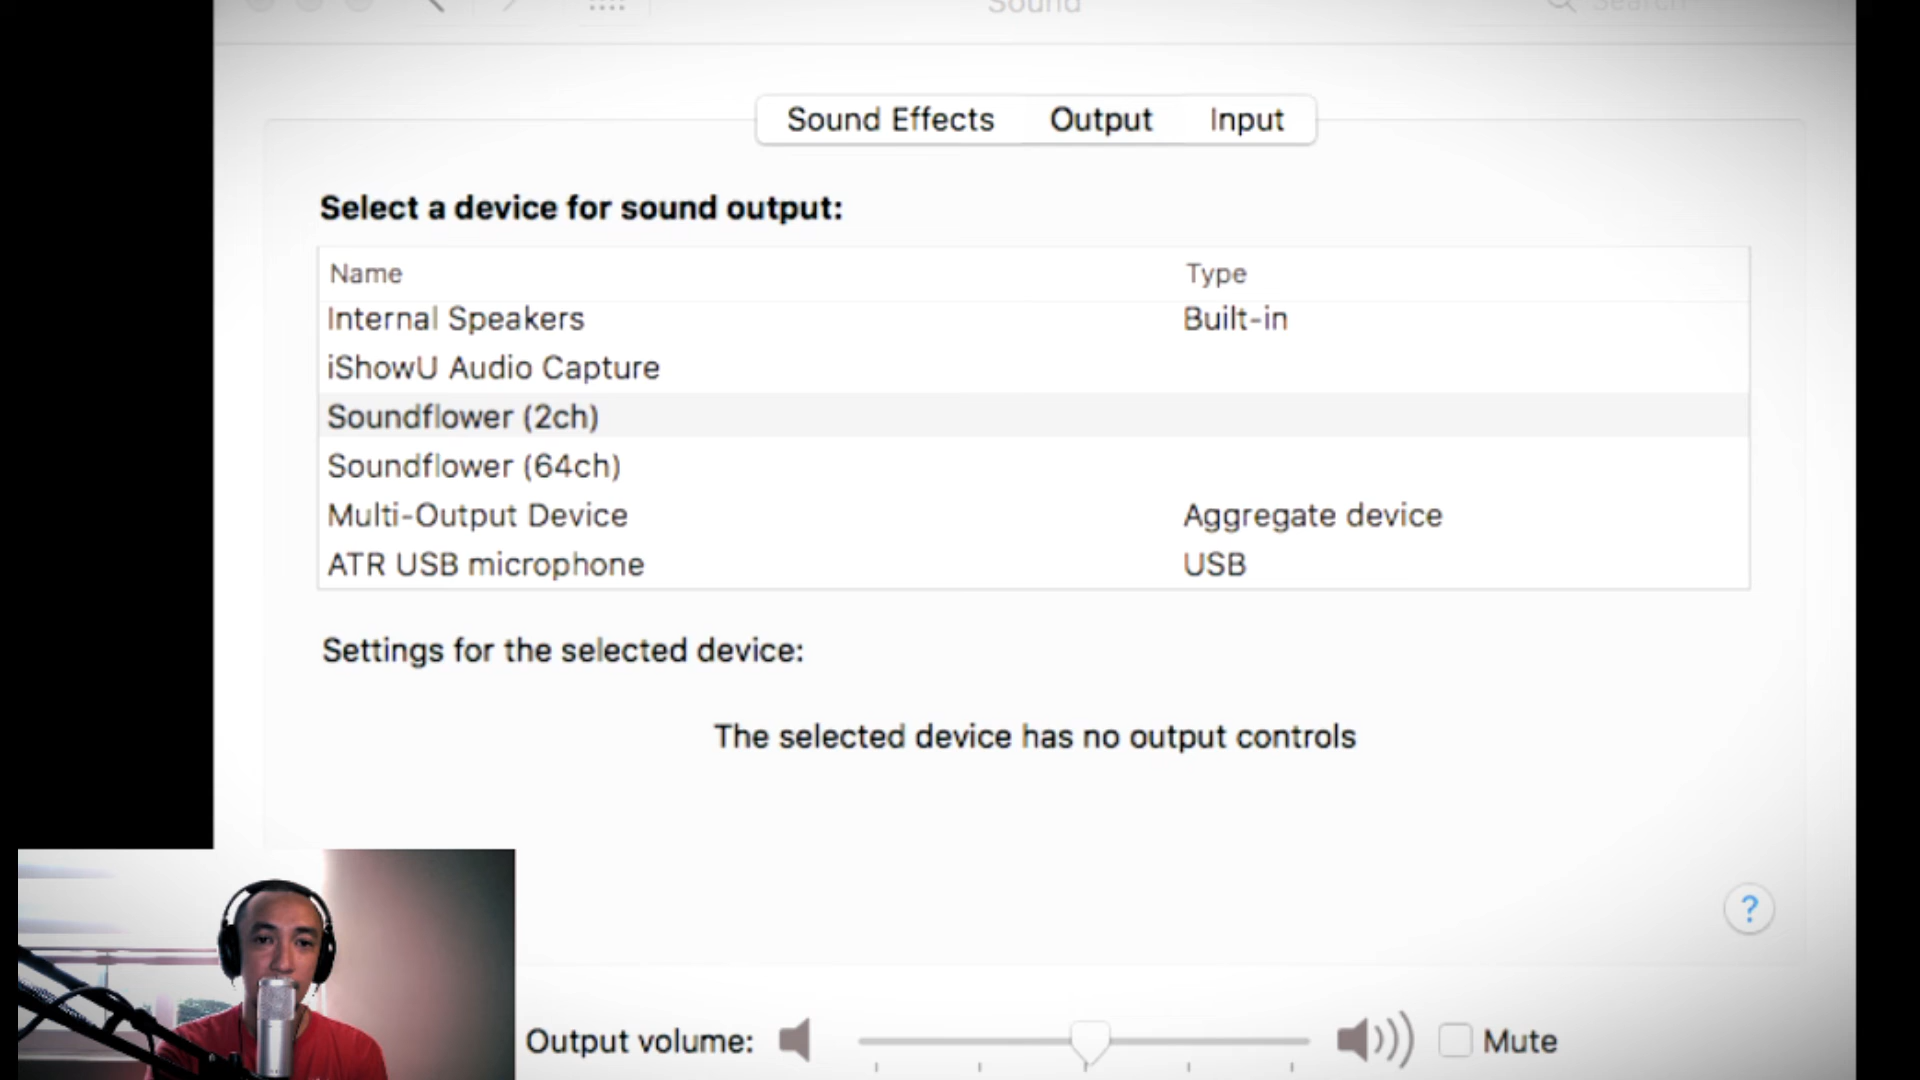 Sound
Search
Sound Effects Output Input
Select a device for sound output:
Name Type
Internal Speakers Built-in
iShowU Audio Capture
Soundflower (2ch)
Soundflower (64ch)
Multi-Output Device Aggregate device
ATR USB microphone USB
Settings for the selected device:
The selected device has no output controls
?
Output volume: Mute